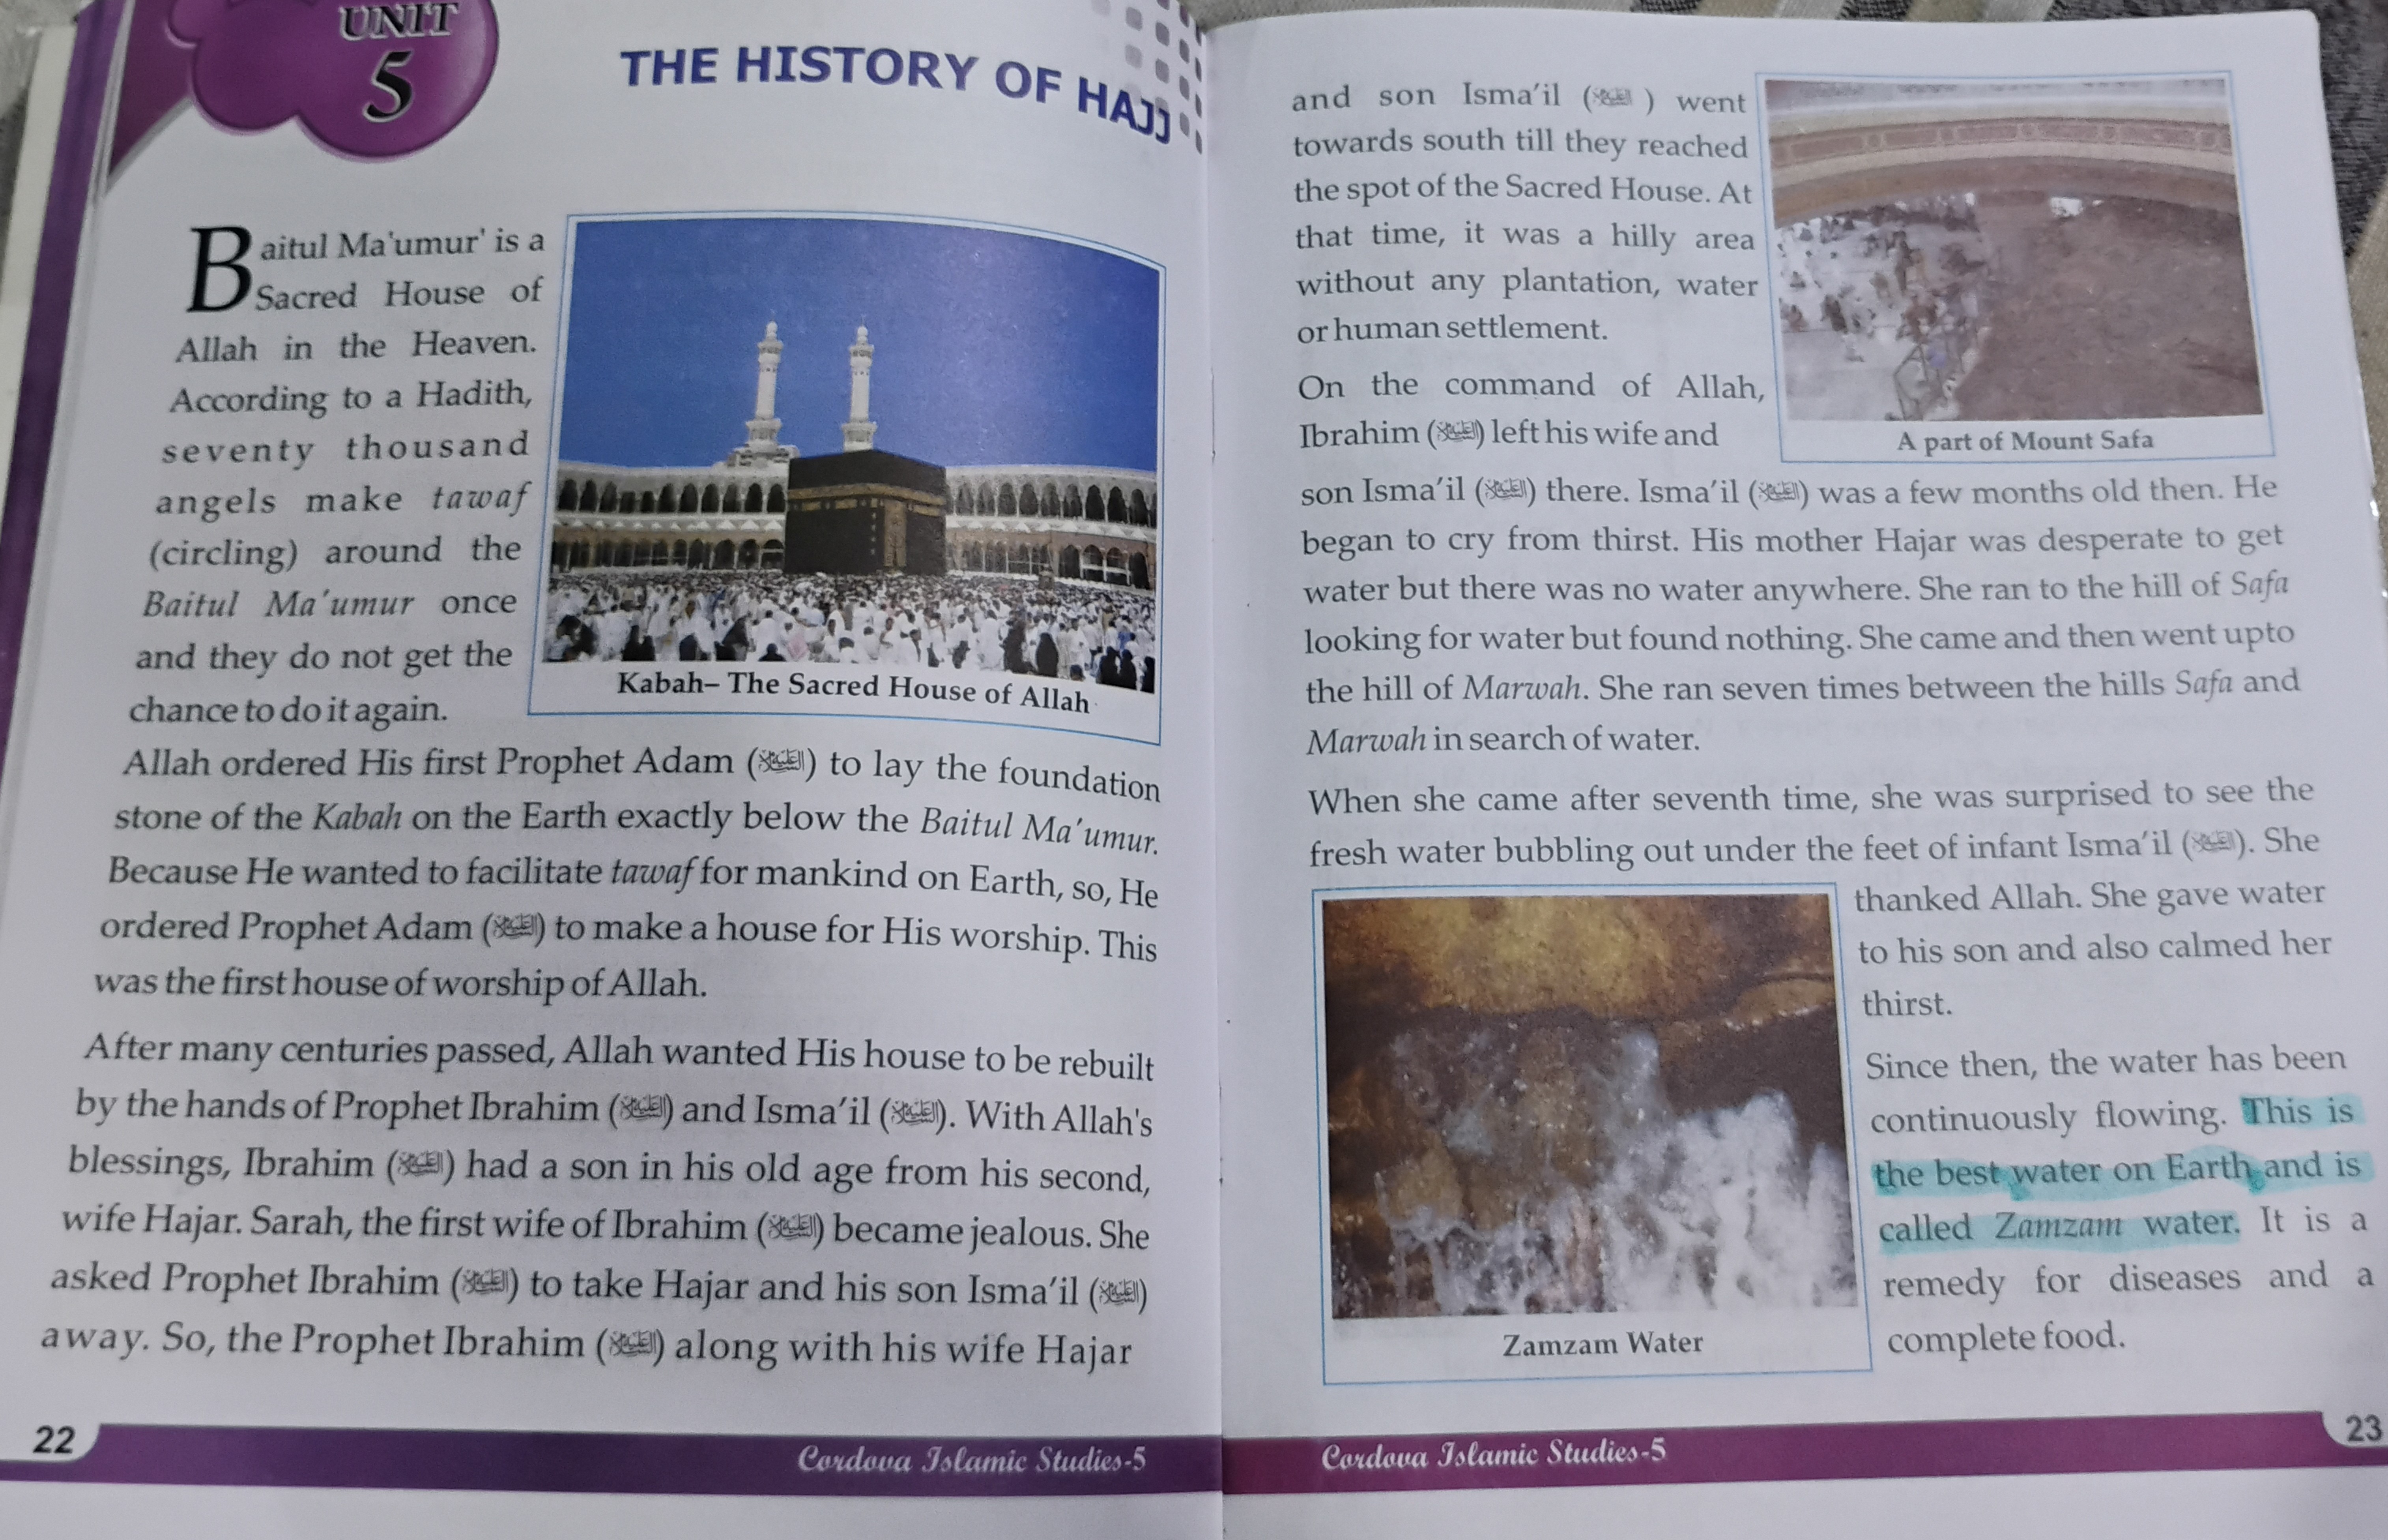 UNIT
5
THE HISTORY OF HAJJ
Baitul Ma'umur' is a
Sacred House of
Allah in the Heaven.
According to a Hadith,
seventy thousand
angels make tawaf
(circling) around the
Baitul Ma'umur once
and they do not get the
chance to do it again.
Kabah– The Sacred House of Allah
Allah ordered His first Prophet Adam (عليه السلام) to lay the foundation
stone of the Kabah on the Earth exactly below the Baitul Ma'umur.
Because He wanted to facilitate tawaf for mankind on Earth, so, He
ordered Prophet Adam (عليه السلام) to make a house for His worship. This
was the first house of worship of Allah.
After many centuries passed, Allah wanted His house to be rebuilt
by the hands of Prophet Ibrahim (عليه السلام) and Isma'il (عليه السلام). With Allah's
blessings, Ibrahim (عليه السلام) had a son in his old age from his second,
wife Hajar. Sarah, the first wife of Ibrahim (عليه السلام) became jealous. She
asked Prophet Ibrahim (عليه السلام) to take Hajar and his son Isma'il (عليه السلام)
away. So, the Prophet Ibrahim (عليه السلام) along with his wife Hajar
22
Cordova Islamic Studies-5
and son Isma'il (عليه السلام) went
towards south till they reached
the spot of the Sacred House. At
that time, it was a hilly area
without any plantation, water
or human settlement.
On the command of Allah,
Ibrahim (عليه السلام) left his wife and
A part of Mount Safa
son Isma'il (عليه السلام) there. Isma'il (عليه السلام) was a few months old then. He
began to cry from thirst. His mother Hajar was desperate to get
water but there was no water anywhere. She ran to the hill of Safa
looking for water but found nothing. She came and then went upto
the hill of Marwah. She ran seven times between the hills Safa and
Marwah in search of water.
When she came after seventh time, she was surprised to see the
fresh water bubbling out under the feet of infant Isma'il (عليه السلام). She
thanked Allah. She gave water
to his son and also calmed her
thirst.
Since then, the water has been
continuously flowing. This is
the best water on Earth and is
called Zamzam water. It is a
remedy for diseases and a
complete food.
Zamzam Water
Cordova Islamic Studies-5
23